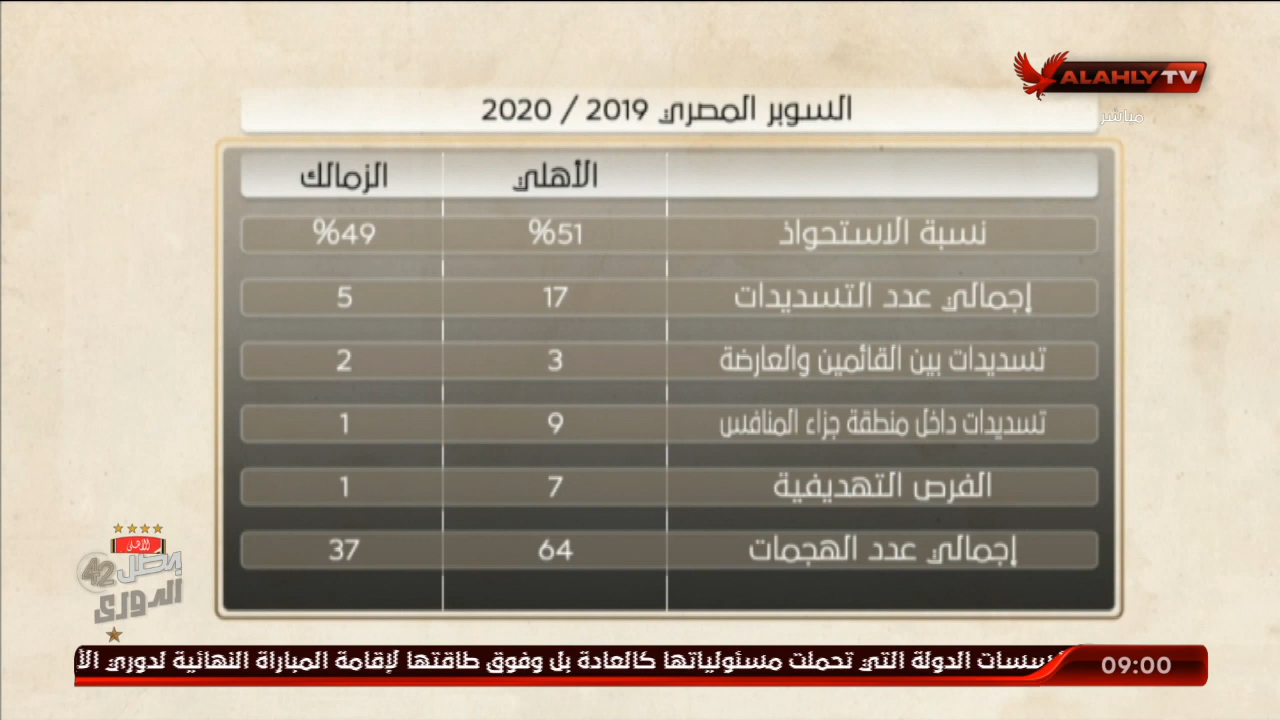 ALAHLY TV
مباشر
السوبر المصري 2019 / 2020
الأهلي الزمالك
نسبة الاستحواذ %51 %49
إجمالي عدد التسديدات 17 5
تسديدات بين القائمين والعارضة 3 2
تسديدات داخل منطقة جزاء المنافس 9 1
الفرص التهديفية 7 1
إجمالي عدد الهجمات 64 37
الأهلي
بطل
42
الدوري
09:00 الدولة التي تحملت مسئولياتها كالعادة بل وفوق طاقتها لإقامة المباراة النهائية لدوري